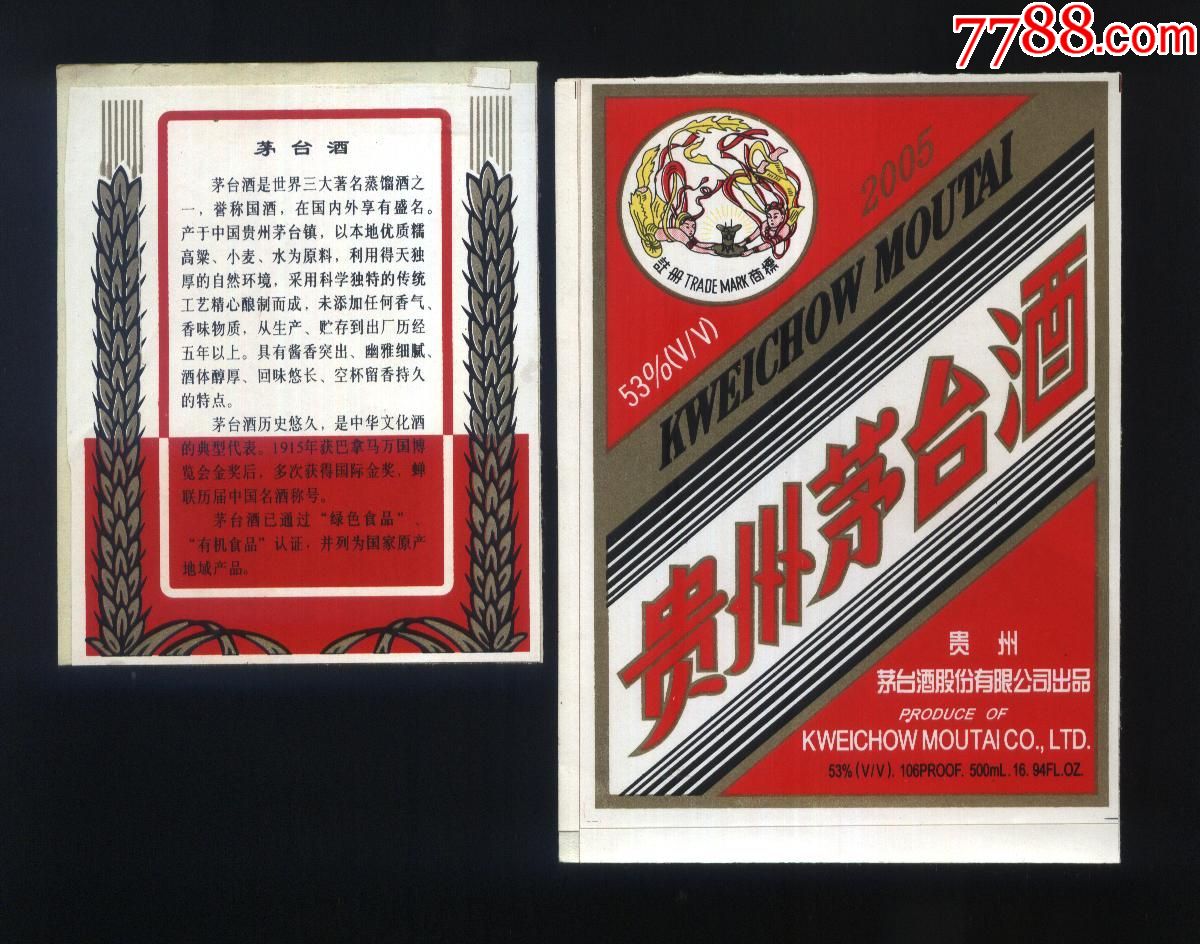 7788.com
茅台酒
茅台酒是世界三大著名蒸馏酒之
一，誉称国酒，在国内外享有盛名。
产于中国贵州茅台镇，以本地优质糯
高粱、小麦、水为原料，利用得天独
厚的自然环境，采用科学独特的传统
工艺精心酿制而成，未添加任何香气、
香味物质，从生产、贮存到出厂历经
五年以上。具有酱香突出、幽雅细腻、
酒体醇厚、回味悠长、空杯留香持久
的特点。
茅台酒历史悠久，是中华文化酒
的典型代表。1915年获巴拿马万国博
览会金奖后，多次获得国际金奖，蝉
联历届中国名酒称号。
茅台酒已通过“绿色食品”、
“有机食品”认证，并列为国家原产
地域产品。
註册 TRADE MARK 商標
2005
53%(V/V)
KWEICHOW MOUTAI
贵州茅台酒
贵 州
茅台酒股份有限公司出品
PRODUCE OF
KWEICHOW MOUTAI CO., LTD.
53% (V/V). 106PROOF. 500mL. 16. 94FL.OZ.